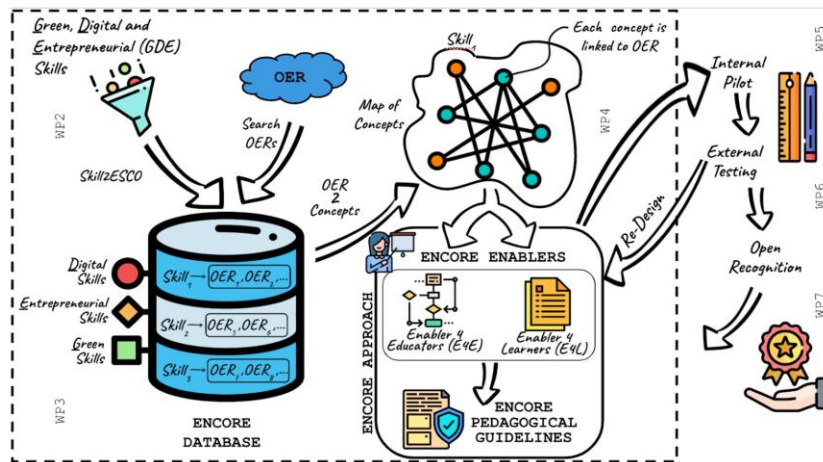 Green, Digital and
Entrepreneurial (GDE)
Skills
OER
Search
OERs
Skill2ESCO
WP2
Skill
Map of
Concepts
Each concept is
linked to OER
WP4
OER
2
Concepts
Digital
Skills
Entrepreneurial
Skills
Green
Skills
Skill1→ OER1, OER2,...
Skill2→ OER5, OER6,...
Skill3→ OER7, OER8,...
WP3
ENCORE
DATABASE
ENCORE APPROACH
ENCORE ENABLERS
Enabler 4
Educators (E4E)
Enabler 4
Learners (E4L)
ENCORE
PEDAGOGICAL
GUIDELINES
Re-Design
WP5
Internal
Pilot
External
Testing
WP6
Open
Recognition
WP7